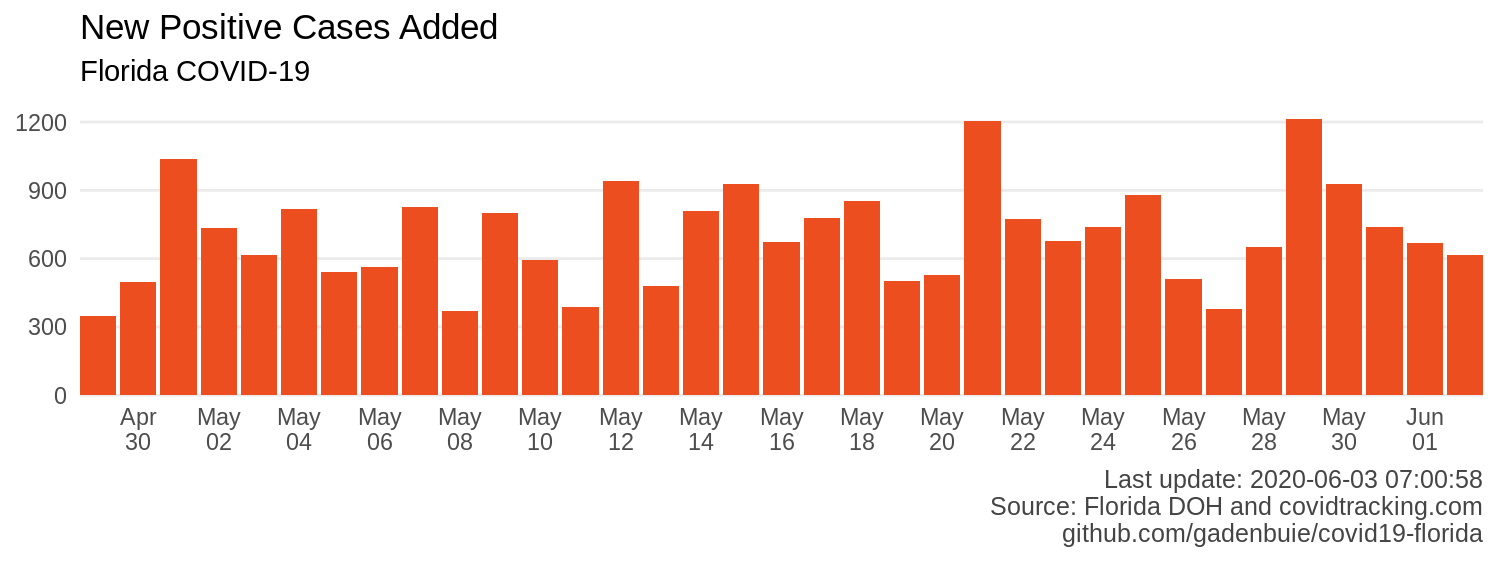 New Positive Cases Added
Florida COVID-19
1200
900
600
300
0
Apr May May May May May May May May May May May May May May May Jun
30 02 04 06 08 10 12 14 16 18 20 22 24 26 28 30 01
Last update: 2020-06-03 07:00:58
Source: Florida DOH and covidtracking.com
github.com/gadenbuie/covid19-florida